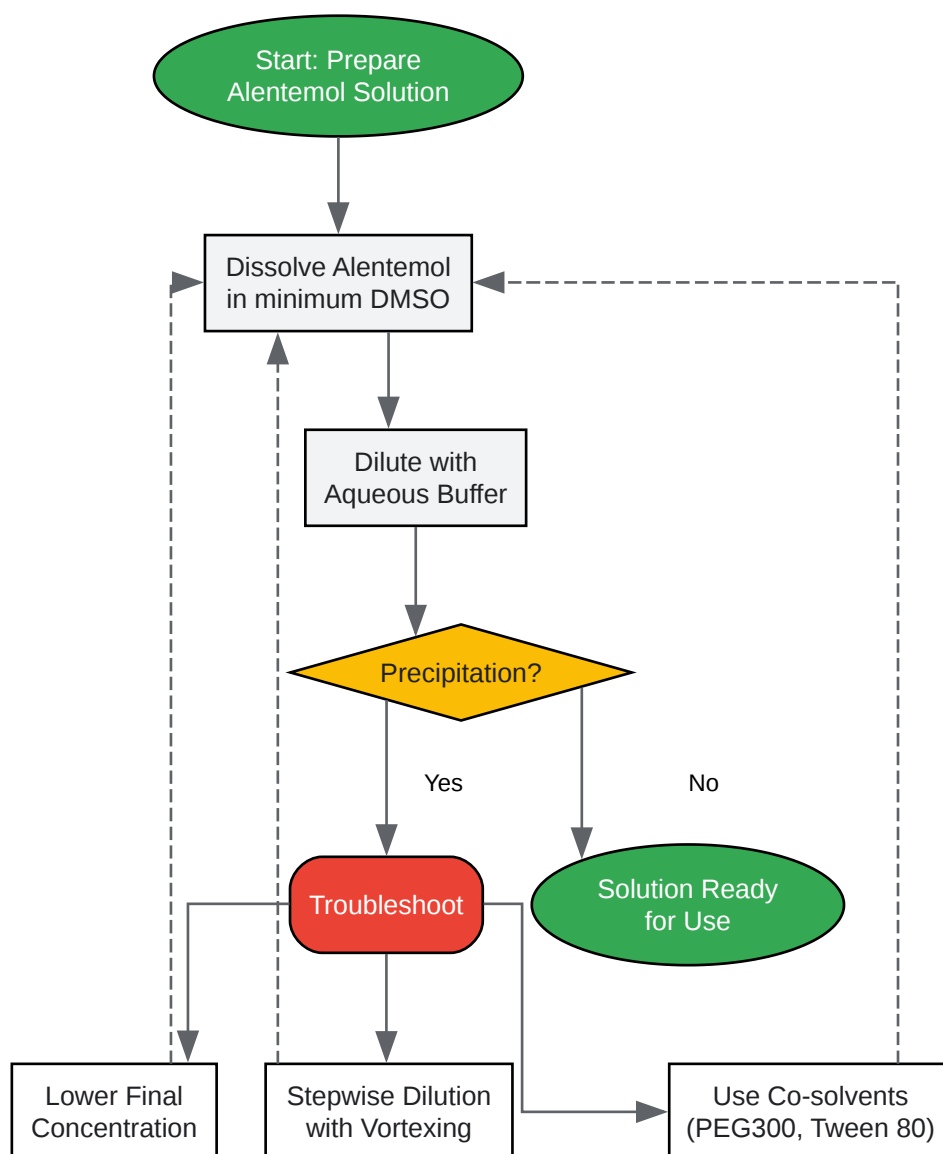 Start: Prepare
Alentemol Solution
Dissolve Alentemol
in minimum DMSO
Dilute with
Aqueous Buffer
Precipitation?
Yes
No
Troubleshoot
Solution Ready
for Use
Lower Final
Concentration
Stepwise Dilution
with Vortexing
Use Co-solvents
(PEG300, Tween 80)